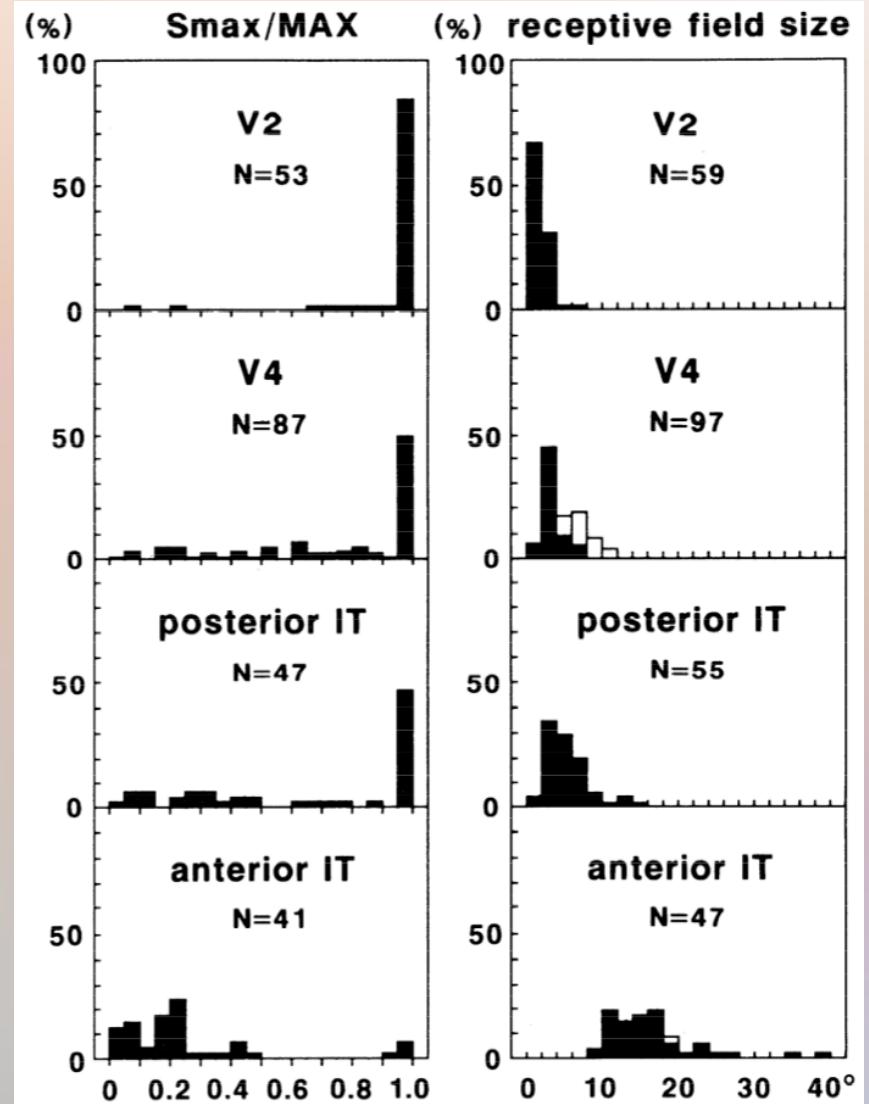 (%) Smax/MAX
100
50
0
V2
N=53
50
0
V4
N=87
50
0
posterior IT
N=47
50
0
anterior IT
N=41
0 0.2 0.4 0.6 0.8 1.0
(%) receptive field size
100
50
0
V2
N=59
50
0
V4
N=97
50
0
posterior IT
N=55
50
0
anterior IT
N=47
0 10 20 30 40°